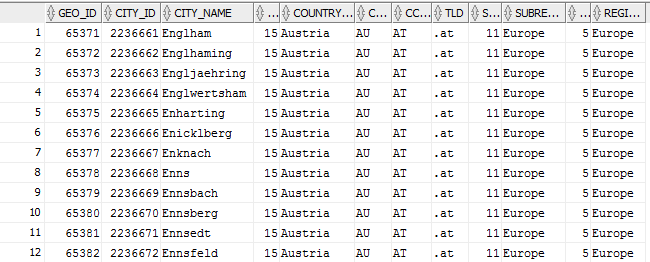 GEO_ID CITY_ID CITY_NAME ... COUNTRY... C... CC... TLD S... SUBRE... ... REGI...
1 65371 2236661 Englham 15 Austria AU AT .at 11 Europe 5 Europe
2 65372 2236662 Englhaming 15 Austria AU AT .at 11 Europe 5 Europe
3 65373 2236663 Engljaehring 15 Austria AU AT .at 11 Europe 5 Europe
4 65374 2236664 Englwertsham 15 Austria AU AT .at 11 Europe 5 Europe
5 65375 2236665 Enharting 15 Austria AU AT .at 11 Europe 5 Europe
6 65376 2236666 Enicklberg 15 Austria AU AT .at 11 Europe 5 Europe
7 65377 2236667 Enknach 15 Austria AU AT .at 11 Europe 5 Europe
8 65378 2236668 Enns 15 Austria AU AT .at 11 Europe 5 Europe
9 65379 2236669 Ennsbach 15 Austria AU AT .at 11 Europe 5 Europe
10 65380 2236670 Ennsberg 15 Austria AU AT .at 11 Europe 5 Europe
11 65381 2236671 Ennsedt 15 Austria AU AT .at 11 Europe 5 Europe
12 65382 2236672 Ennsfeld 15 Austria AU AT .at 11 Europe 5 Europe